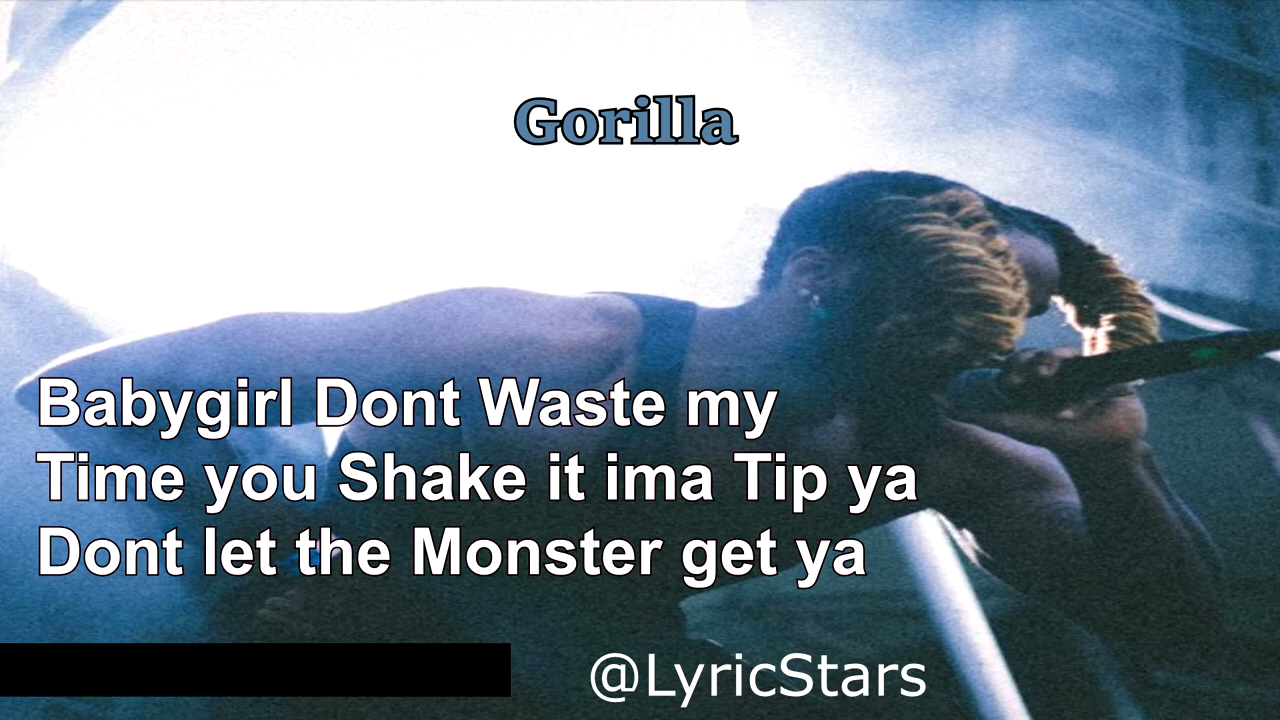 Gorilla
Babygirl Dont Waste my
Time you Shake it ima Tip ya
Dont let the Monster get ya
@LyricStars